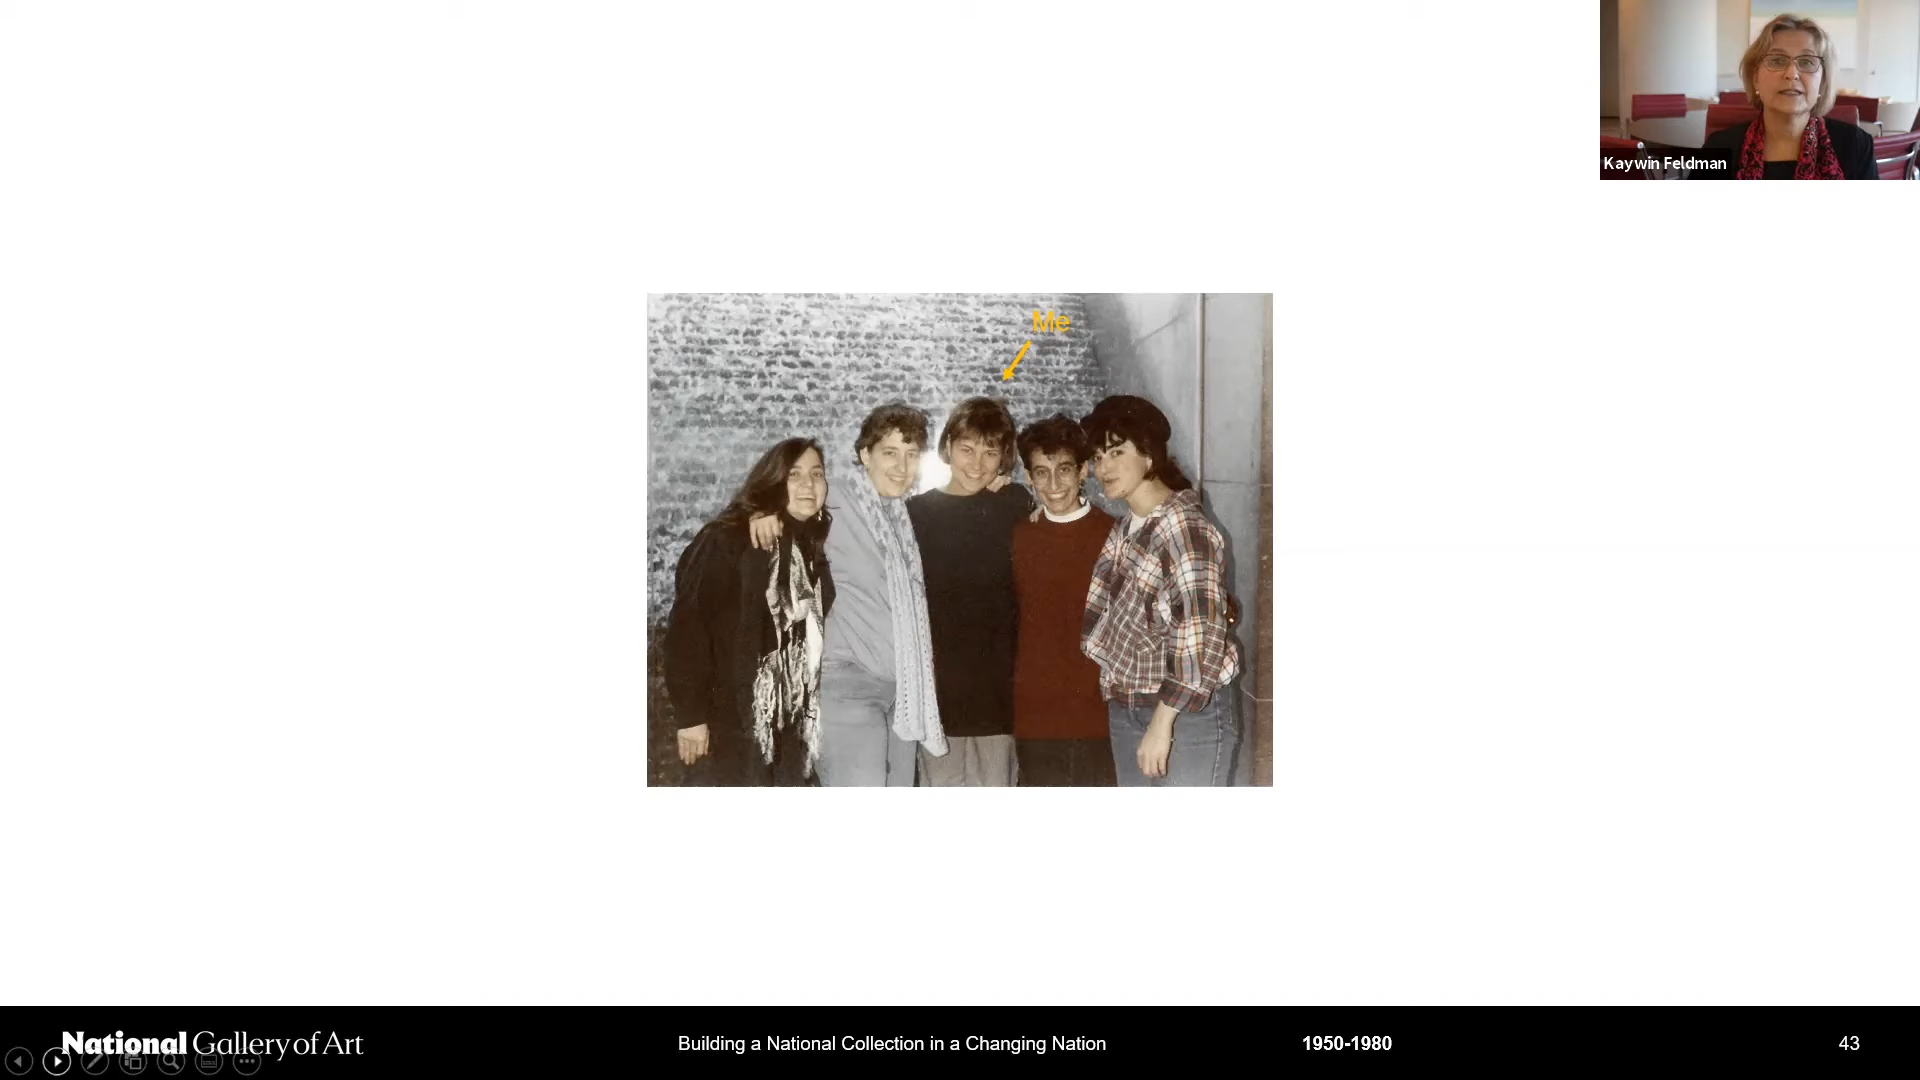 Kaywin Feldman
Me
National Gallery of Art
Building a National Collection in a Changing Nation
1950-1980
43